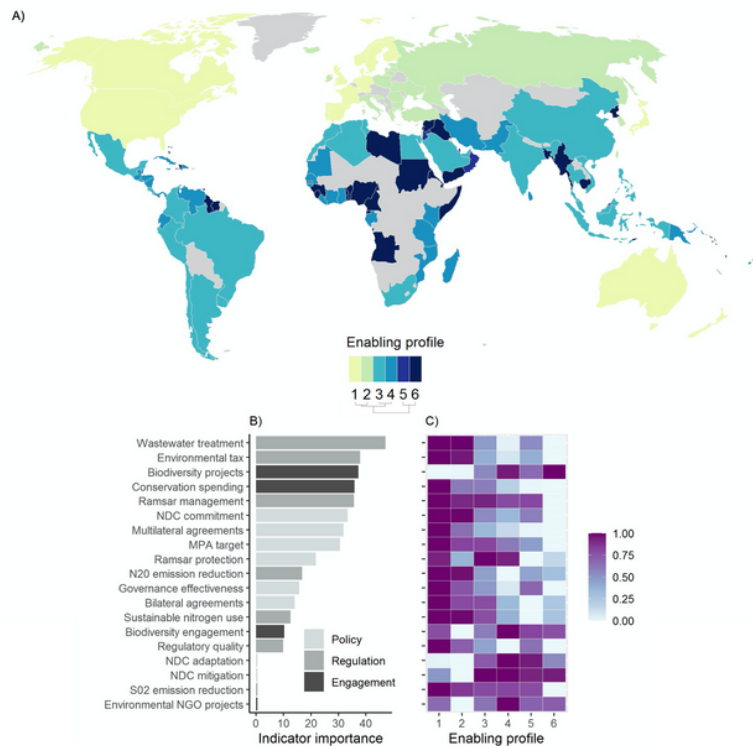 A)
Enabling profile
1 2 3 4 5 6
B)
C)
Wastewater treatment
Environmental tax
Biodiversity projects
Conservation spending
Ramsar management
NDC commitment
Multilateral agreements
MPA target
Ramsar protection
N20 emission reduction
Governance effectiveness
Bilateral agreements
Sustainable nitrogen use
Biodiversity engagement
Regulatory quality
NDC adaptation
NDC mitigation
S02 emission reduction
Environmental NGO projects
Policy
Regulation
Engagement
1.00
0.75
0.50
0.25
0.00
0 10 20 30 40
Indicator importance
1 2 3 4 5 6
Enabling profile